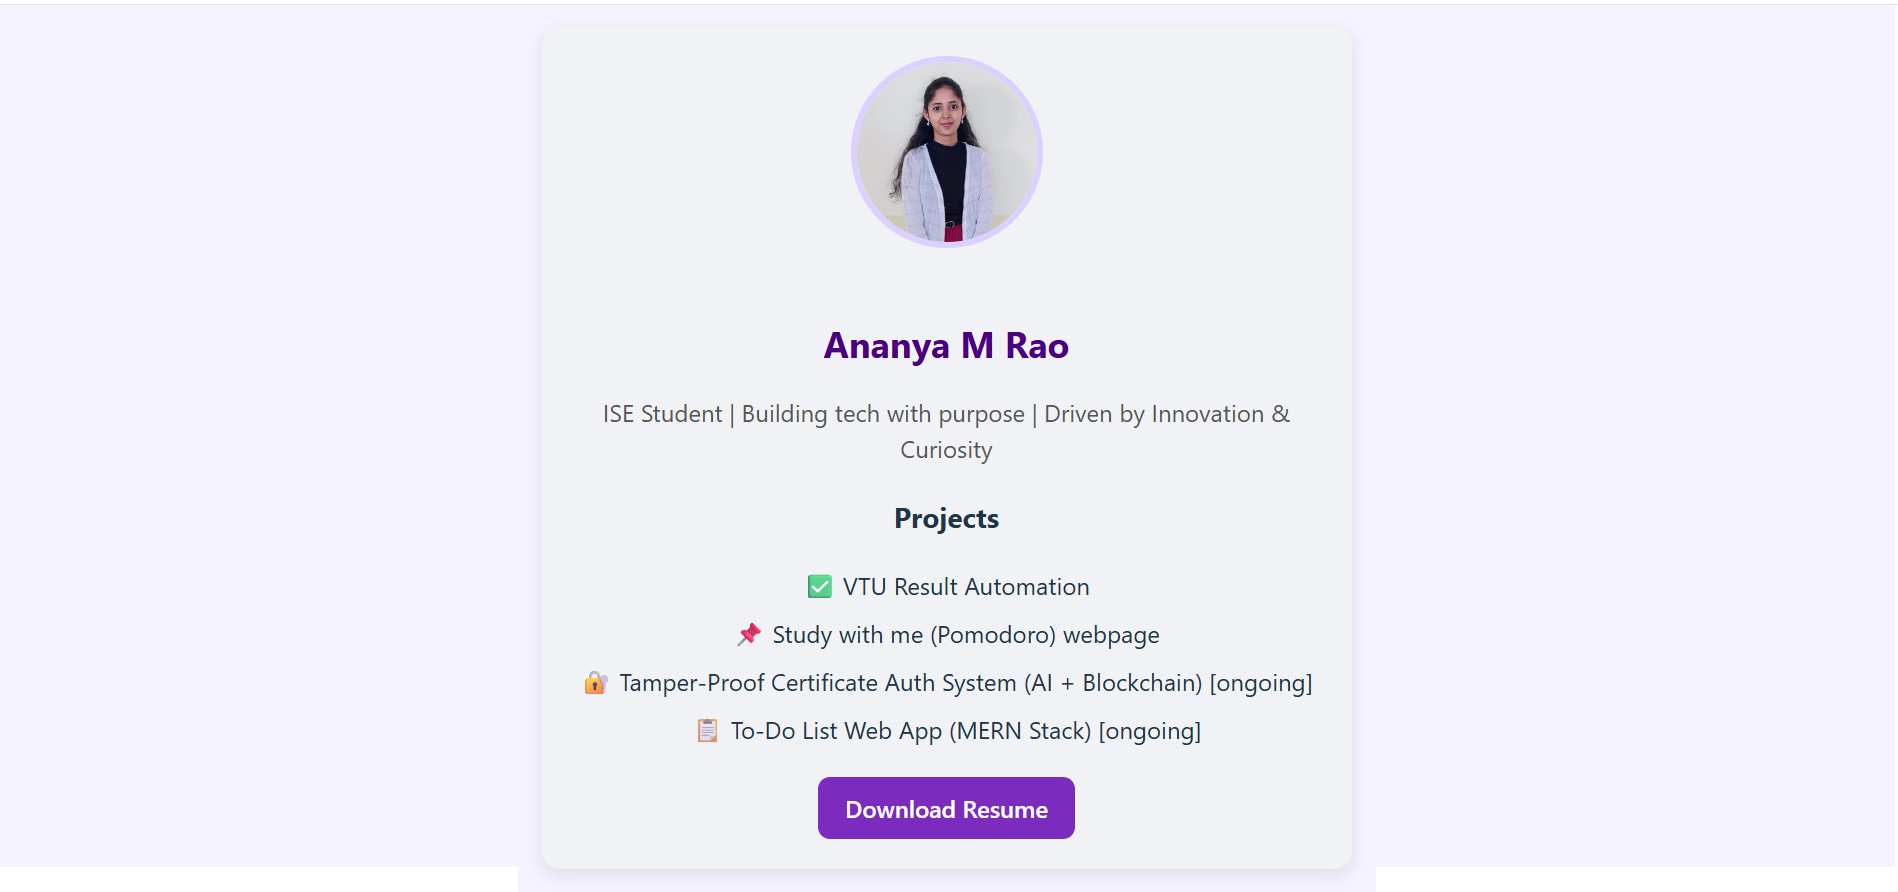 Ananya M Rao
ISE Student | Building tech with purpose | Driven by Innovation &
Curiosity
Projects
✅ VTU Result Automation
📌 Study with me (Pomodoro) webpage
🔐 Tamper-Proof Certificate Auth System (AI + Blockchain) [ongoing]
📋 To-Do List Web App (MERN Stack) [ongoing]
Download Resume